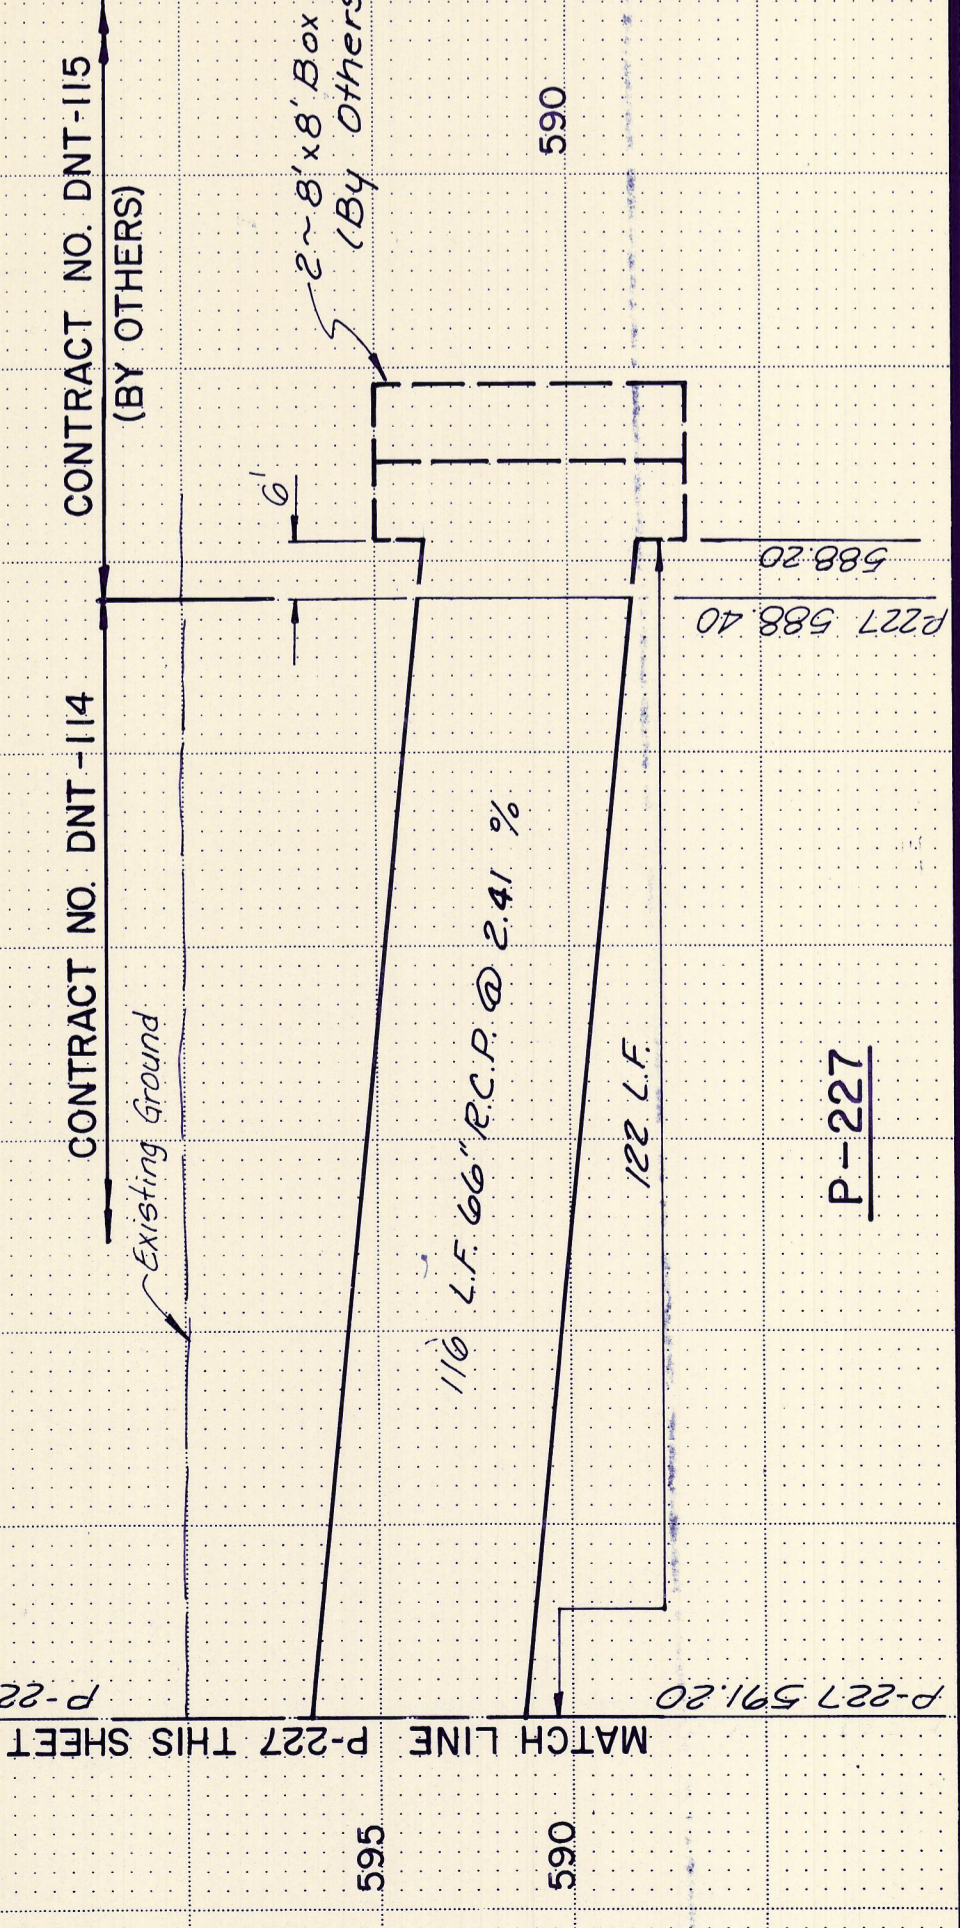 CONTRACT NO. DNT-114
CONTRACT NO. DNT-115
(BY OTHERS)
Existing Ground
6'
2~8'x8' Box
(By Others
595
590
590
116 L.F. 66" R.C.P. @ 2.41 %
122 L.F.
P-227
MATCH LINE P-227 THIS SHEET
P-22
P-227 591.20
P-227 588.40
588.20